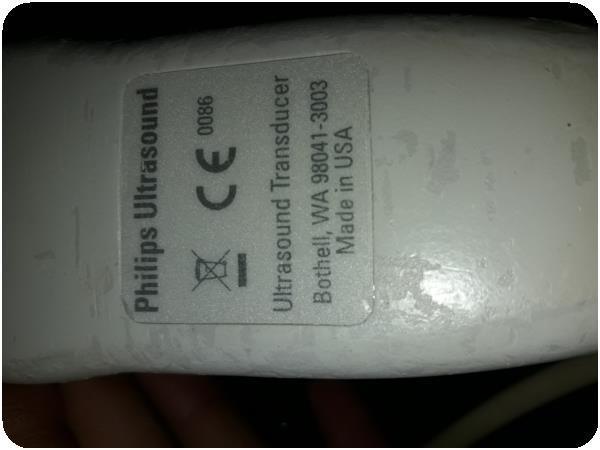 Philips Ultrasound
CE 0086
Ultrasound Transducer
Bothell, WA 98041-3003
Made in USA